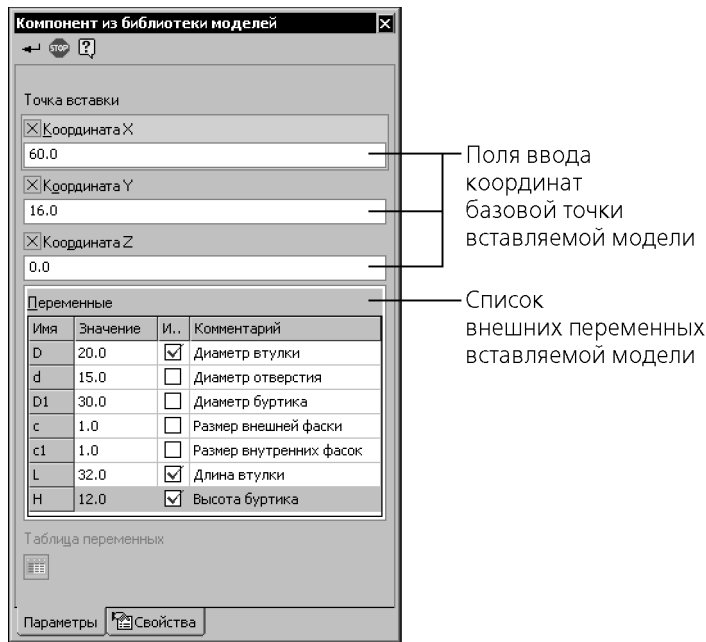 Компонент из библиотеки моделей
STOP
Точка вставки
Координата X
60.0
Координата Y
16.0
Координата Z
0.0
Переменные
Имя Значение И.. Комментарий
D 20.0 Диаметр втулки
d 15.0 Диаметр отверстия
D1 30.0 Диаметр буртика
c 1.0 Размер внешней фаски
c1 1.0 Размер внутренних фасок
L 32.0 Длина втулки
H 12.0 Высота буртика
Таблица переменных
Параметры Свойства
Поля ввода
координат
базовой точки
вставляемой модели
Список
внешних переменных
вставляемой модели